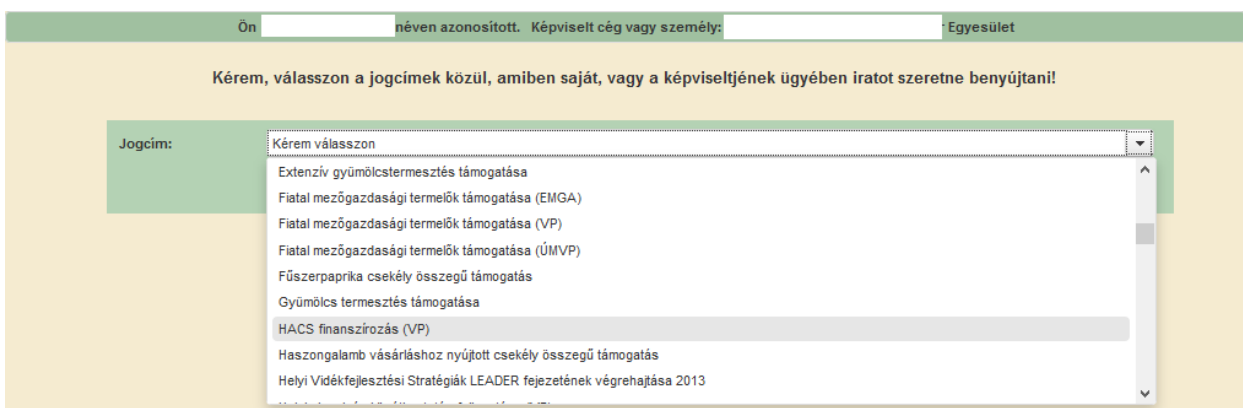 Ön néven azonosított. Képviselt cég vagy személy: Egyesület
Kérem, válasszon a jogcímek közül, amiben saját, vagy a képviseltjének ügyében iratot szeretne benyújtani!
Jogcím: Kérem válasszon
Extenzív gyümölcstermesztés támogatása
Fiatal mezőgazdasági termelők támogatása (EMGA)
Fiatal mezőgazdasági termelők támogatása (VP)
Fiatal mezőgazdasági termelők támogatása (ÚMVP)
Fűszerpaprika csekély összegű támogatás
Gyümölcs termesztés támogatása
HACS finanszírozás (VP)
Haszongalamb vásárláshoz nyújtott csekély összegű támogatás
Helyi Vidékfejlesztési Stratégiák LEADER fejezetének végrehajtása 2013